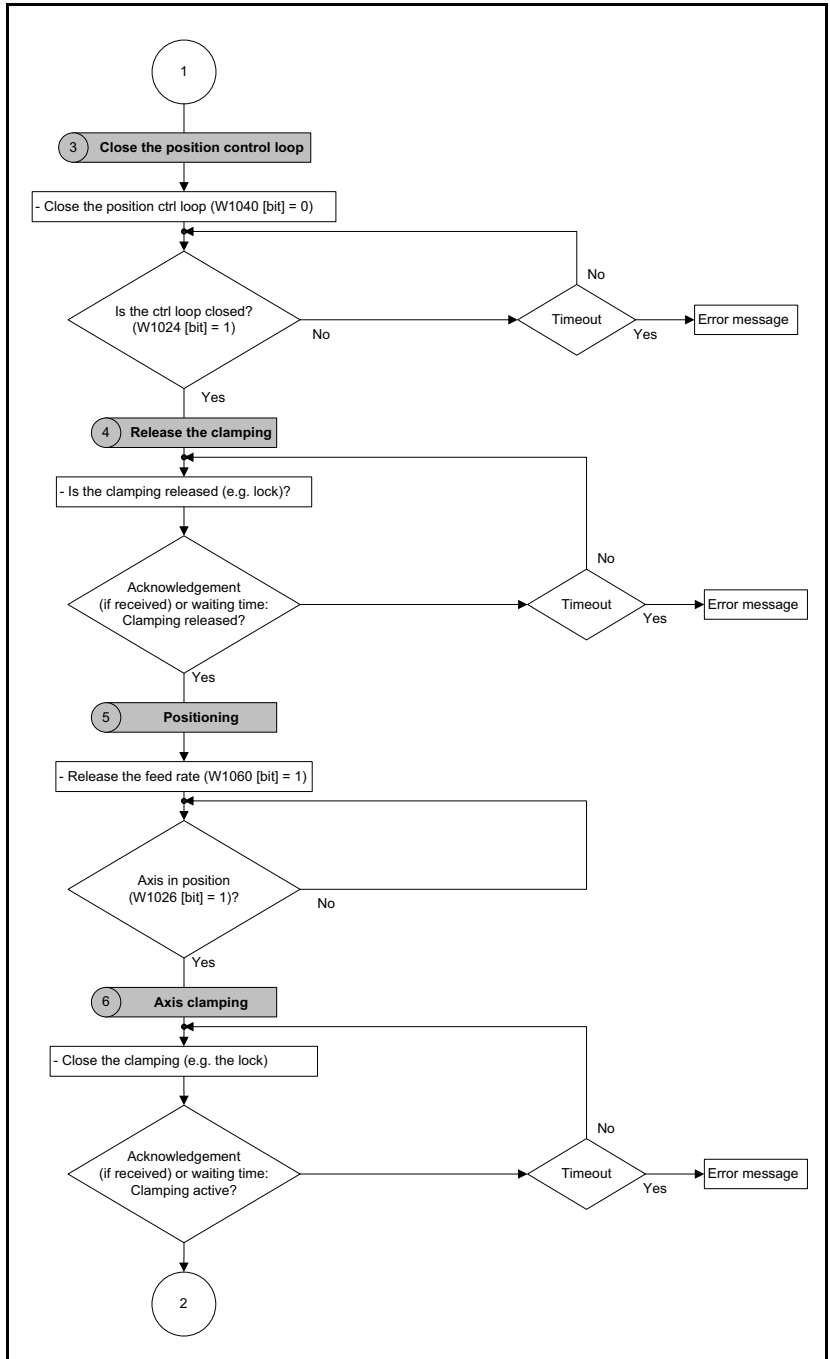 1
3 Close the position control loop
- Close the position ctrl loop (W1040 [bit] = 0)
No
Is the ctrl loop closed?
(W1024 [bit] = 1)
No
Timeout
Yes
Error message
Yes
4 Release the clamping
- Is the clamping released (e.g. lock)?
No
Acknowledgement
(if received) or waiting time:
Clamping released?
Timeout
Yes
Error message
Yes
5 Positioning
- Release the feed rate (W1060 [bit] = 1)
Axis in position
(W1026 [bit] = 1)?
No
Yes
6 Axis clamping
- Close the clamping (e.g. the lock)
No
Acknowledgement
(if received) or waiting time:
Clamping active?
Timeout
Yes
Error message
2